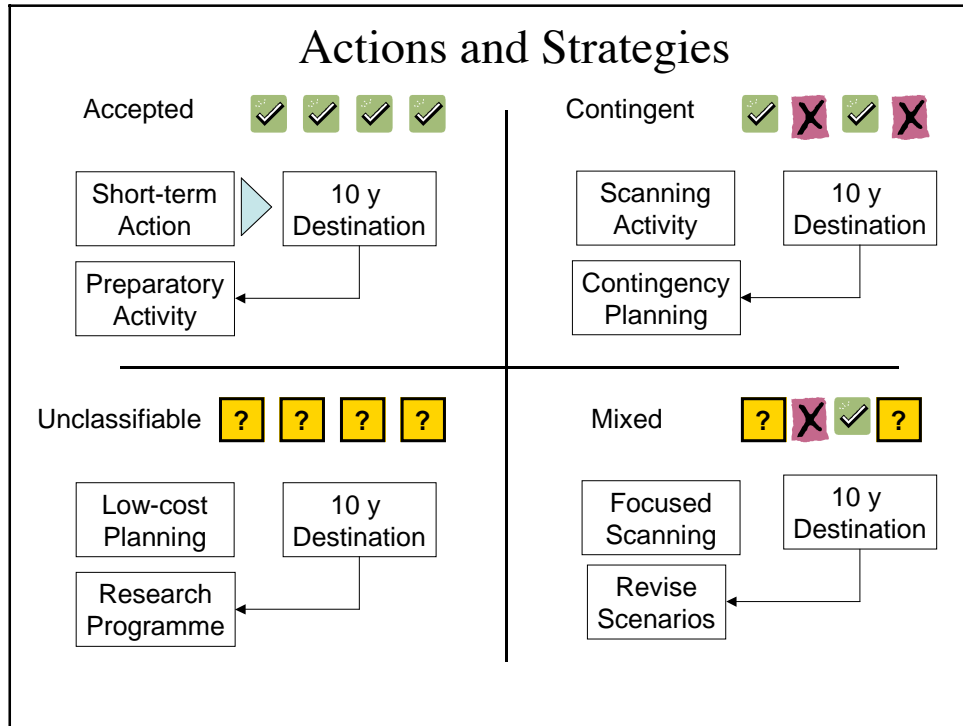 Actions and Strategies
Accepted
Short-term
Action
10 y
Destination
Preparatory
Activity
Contingent
X X
Scanning
Activity
10 y
Destination
Contingency
Planning
Unclassifiable
? ? ? ?
Low-cost
Planning
10 y
Destination
Research
Programme
Mixed
? X ?
Focused
Scanning
10 y
Destination
Revise
Scenarios